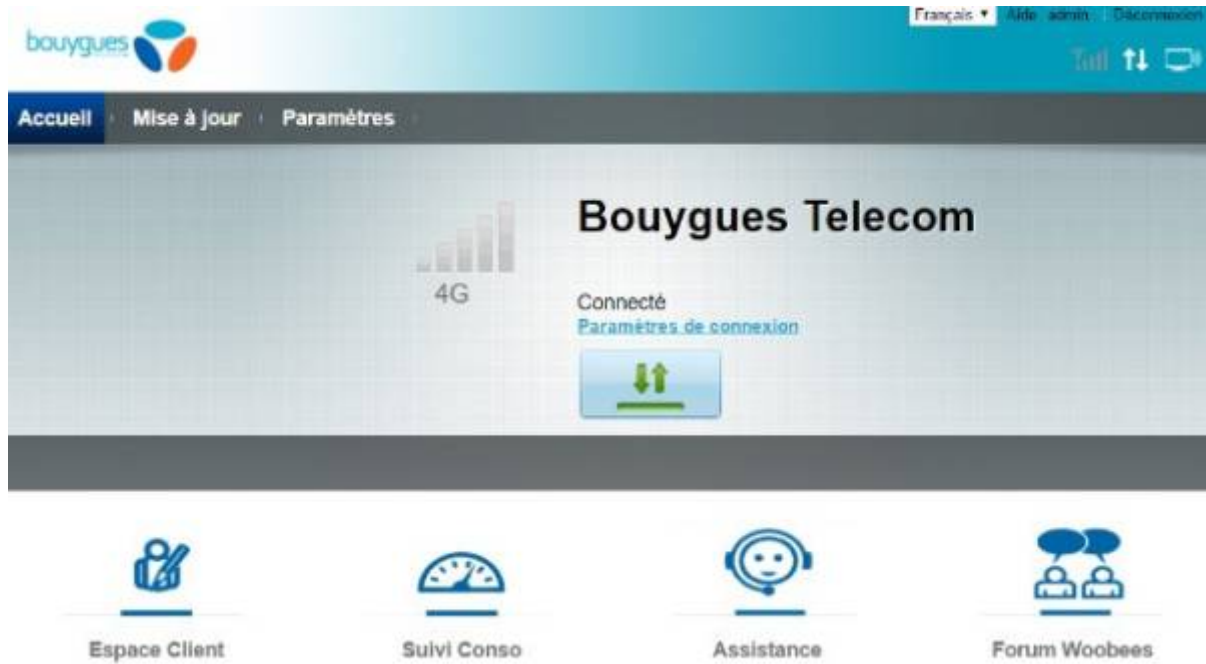 bouygues
Français Aide admin Déconnexion
Accueil Mise à jour Paramètres
Bouygues Telecom
4G
Connecté
Paramètres de connexion
Espace Client Suivi Conso Assistance Forum Woobees